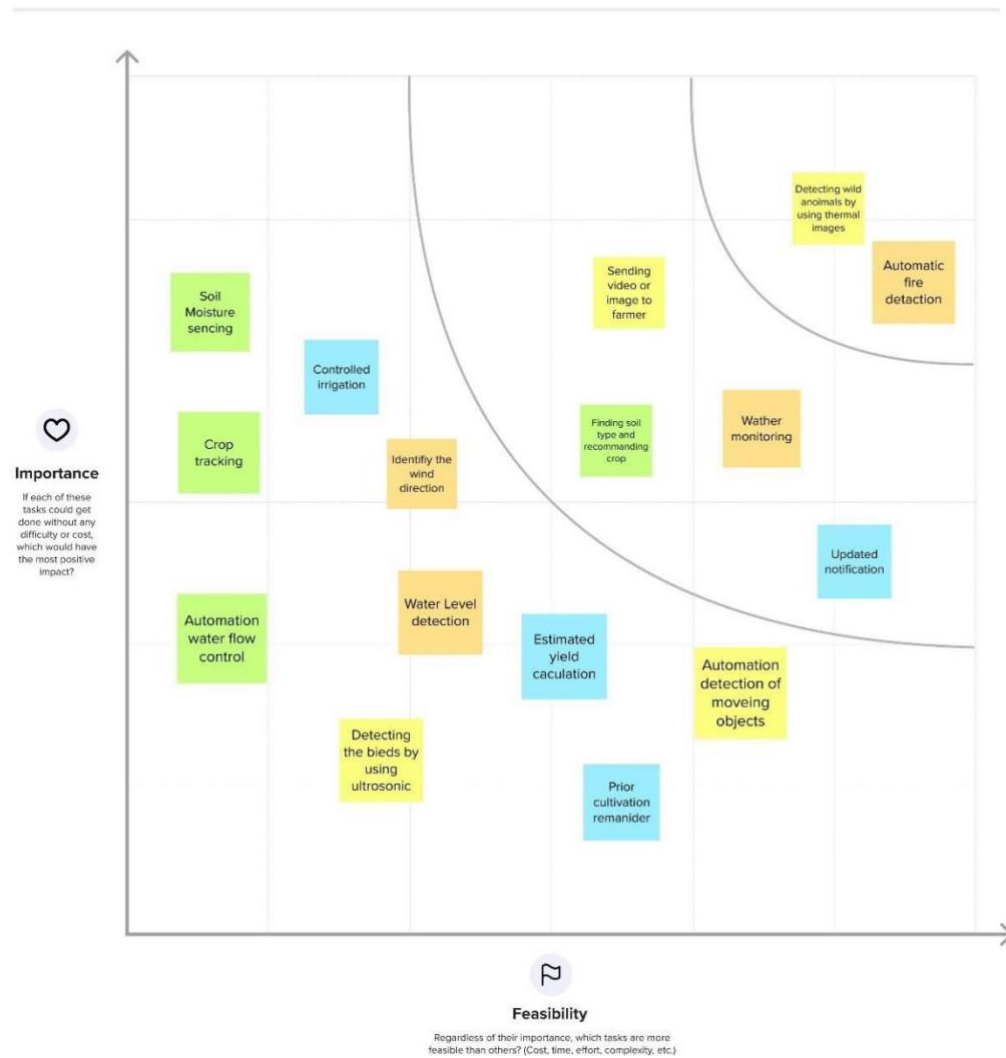 Detecting wild
anoimals by
using thermal
images
Automatic
fire
detaction
Sending
video or
image to
farmer
Soil
Moisture
sencing
Controlled
irrigation
Wather
monitoring
Finding soil
type and
recommanding
crop
Crop
tracking
Identifiy the
wind
direction
Importance
If each of these
tasks could get
done without any
difficulty or cost,
which would have
the most positive
impact?
Updated
notification
Water Level
detection
Automation
water flow
control
Estimated
yield
caculation
Automation
detection of
moveing
objects
Detecting
the bieds by
using
ultrosonic
Prior
cultivation
remanider
Feasibility
Regardless of their importance, which tasks are more
feasible than others? (Cost, time, effort, complexity, etc.)